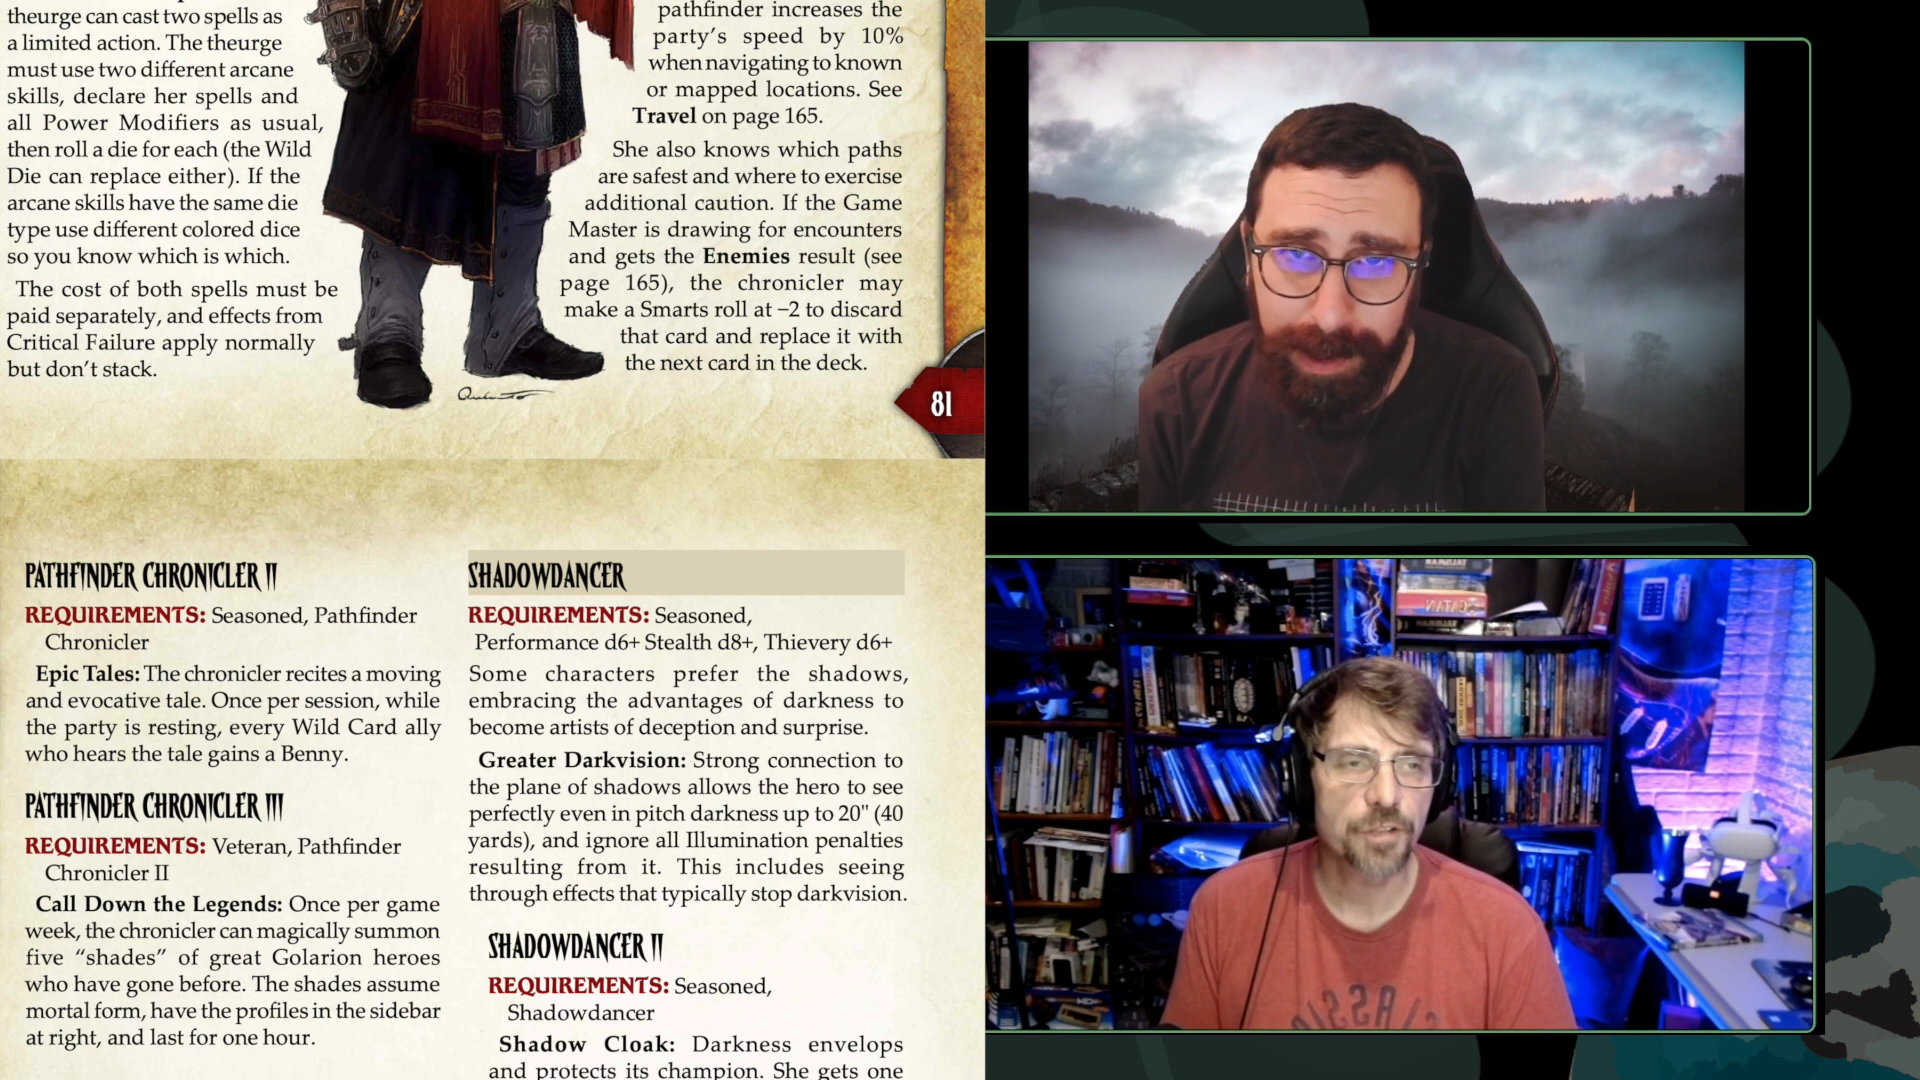 theurge can cast two spells as
a limited action. The theurge
must use two different arcane
skills, declare her spells and
all Power Modifiers as usual,
then roll a die for each (the Wild
Die can replace either). If the
arcane skills have the same die
type use different colored dice
so you know which is which.
The cost of both spells must be
paid separately, and effects from
Critical Failure apply normally
but don't stack.
pathfinder increases the
party's speed by 10%
when navigating to known
or mapped locations. See
Travel on page 165.
She also knows which paths
are safest and where to exercise
additional caution. If the Game
Master is drawing for encounters
and gets the Enemies result (see
page 165), the chronicler may
make a Smarts roll at −2 to discard
that card and replace it with
the next card in the deck.
81
PATHFINDER CHRONICLER II
REQUIREMENTS: Seasoned, Pathfinder
Chronicler
Epic Tales: The chronicler recites a moving
and evocative tale. Once per session, while
the party is resting, every Wild Card ally
who hears the tale gains a Benny.
PATHFINDER CHRONICLER III
REQUIREMENTS: Veteran, Pathfinder
Chronicler II
Call Down the Legends: Once per game
week, the chronicler can magically summon
five “shades” of great Golarion heroes
who have gone before. The shades assume
mortal form, have the profiles in the sidebar
at right, and last for one hour.
SHADOWDANCER
REQUIREMENTS: Seasoned,
Performance d6+ Stealth d8+, Thievery d6+
Some characters prefer the shadows,
embracing the advantages of darkness to
become artists of deception and surprise.
Greater Darkvision: Strong connection to
the plane of shadows allows the hero to see
perfectly even in pitch darkness up to 20" (40
yards), and ignore all Illumination penalties
resulting from it. This includes seeing
through effects that typically stop darkvision.
SHADOWDANCER II
REQUIREMENTS: Seasoned,
Shadowdancer
Shadow Cloak: Darkness envelops
and protects its champion. She gets one
TALISMAN
CATAN
CLASSIC